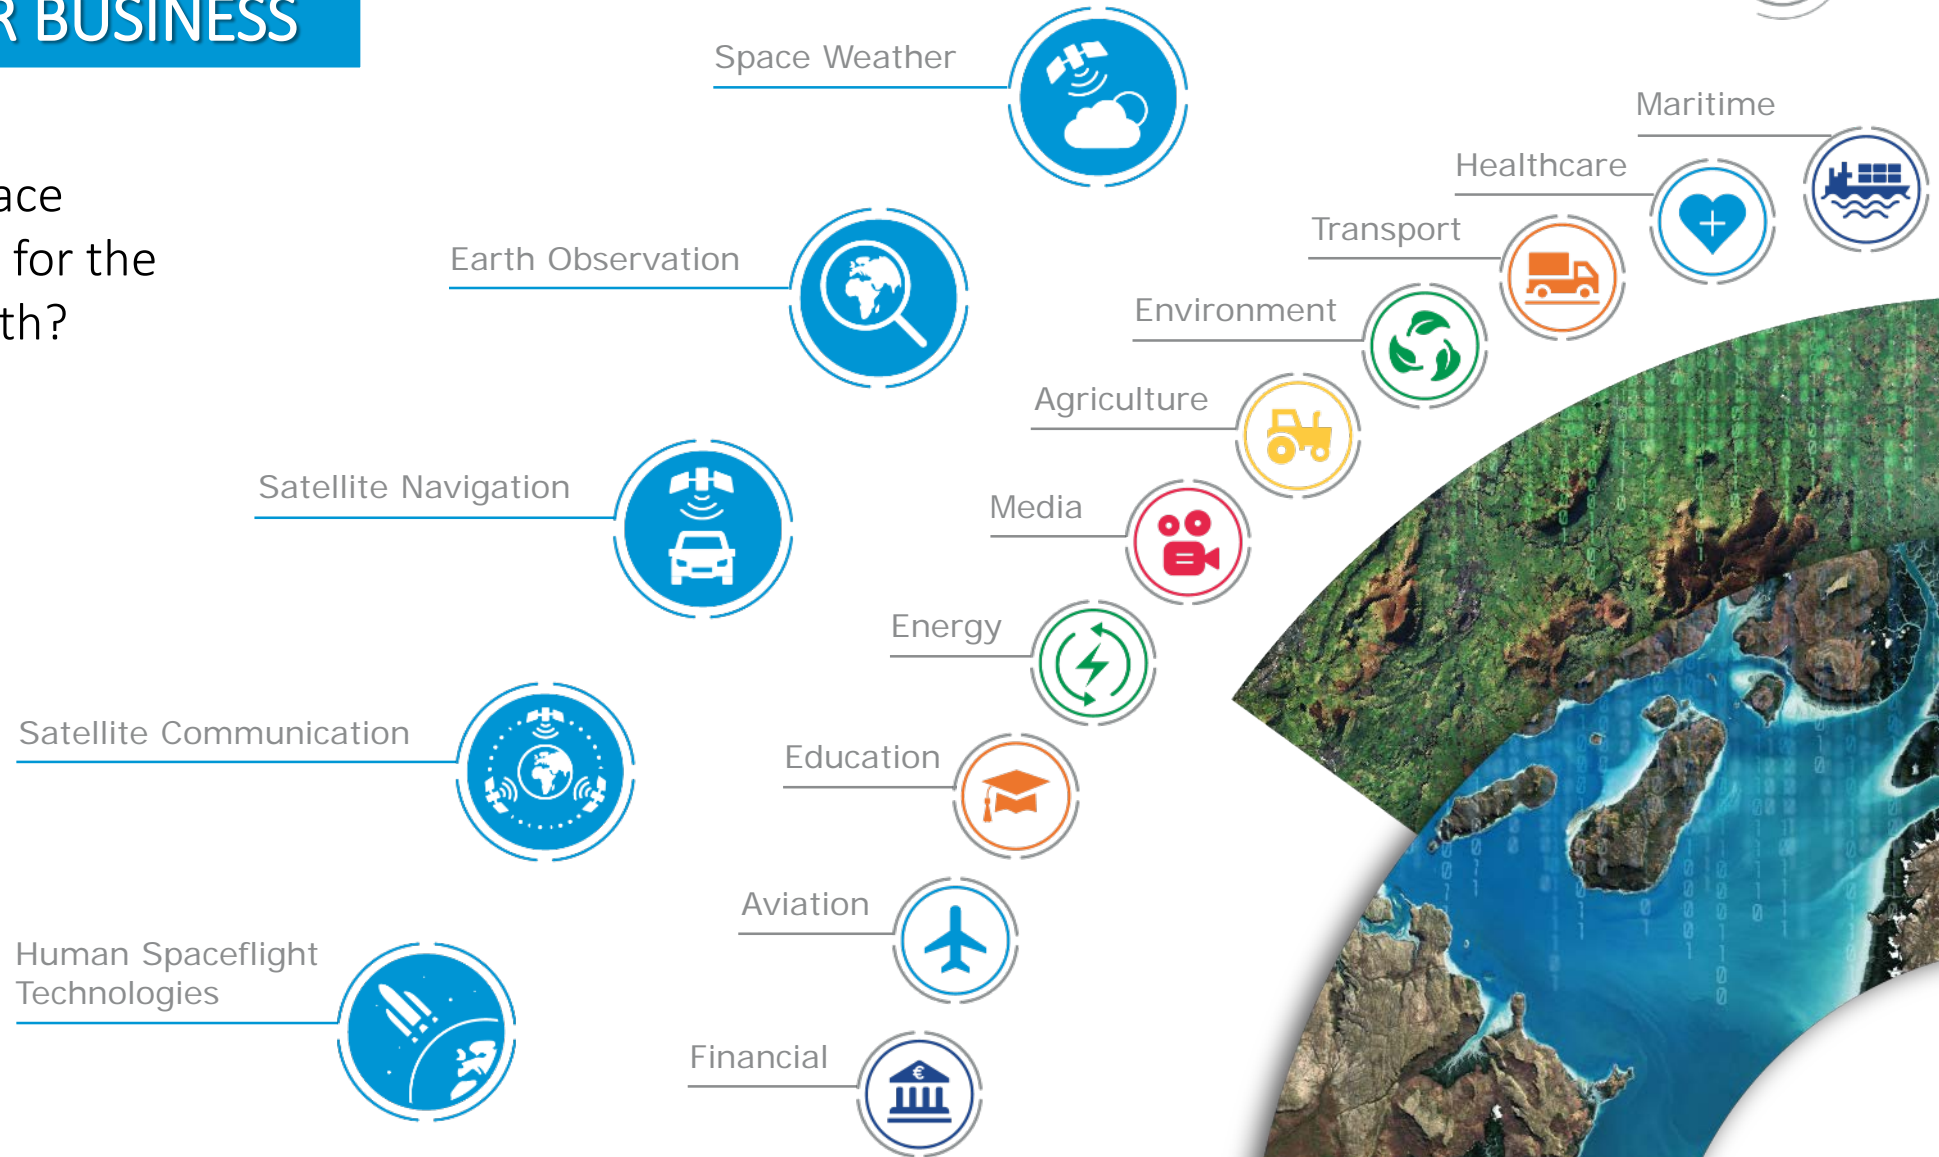 R BUSINESS
ace
for the
th?
Space Weather
Earth Observation
Satellite Navigation
Satellite Communication
Human Spaceflight
Technologies
Maritime
Healthcare
Transport
Environment
Agriculture
Media
Energy
Education
Aviation
Financial
€